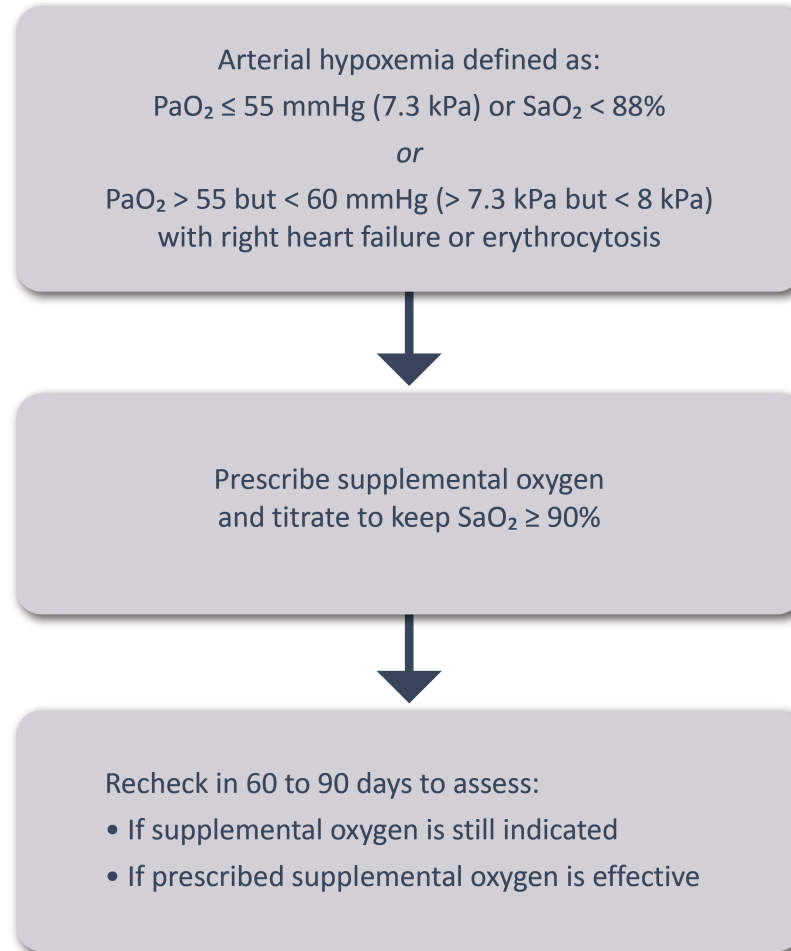 Arterial hypoxemia defined as:
PaO₂ ≤ 55 mmHg (7.3 kPa) or SaO₂ < 88%
or
PaO₂ > 55 but < 60 mmHg (> 7.3 kPa but < 8 kPa)
with right heart failure or erythrocytosis
Prescribe supplemental oxygen
and titrate to keep SaO₂ ≥ 90%
Recheck in 60 to 90 days to assess:
• If supplemental oxygen is still indicated
• If prescribed supplemental oxygen is effective